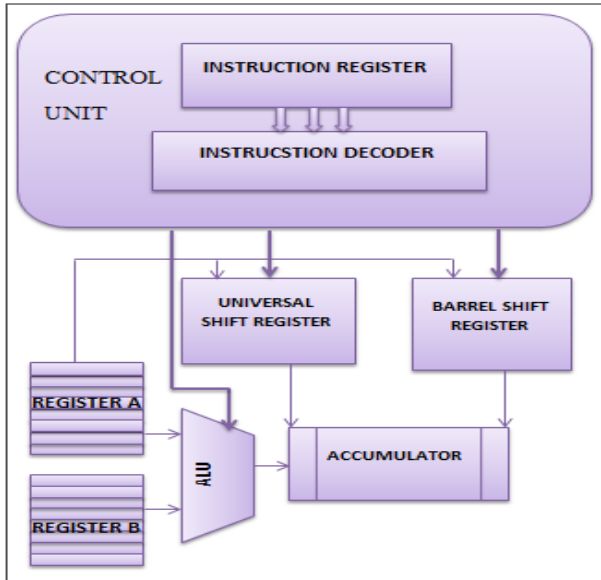 CONTROL
UNIT
INSTRUCTION REGISTER
INSTRUCSTION DECODER
UNIVERSAL
SHIFT REGISTER
BARREL SHIFT
REGISTER
REGISTER A
ALU
ACCUMULATOR
REGISTER B